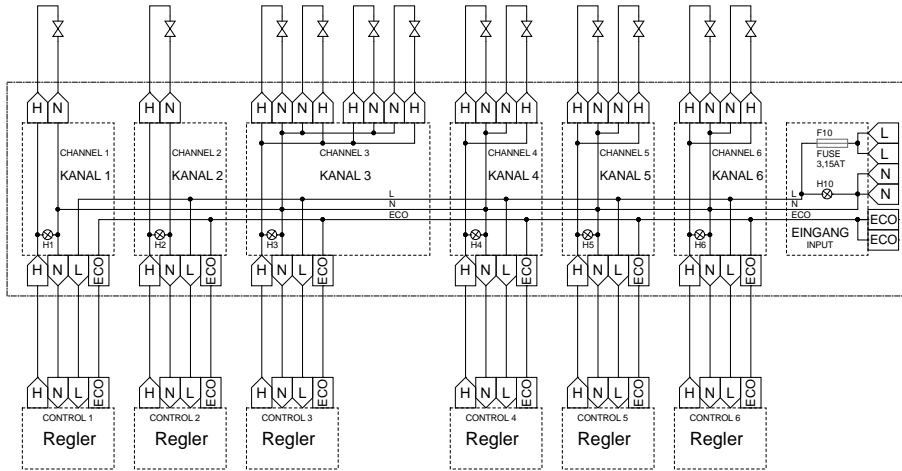 H N H N H N N H H N N H H N N H H N N H H N N H
CHANNEL 1 CHANNEL 2 CHANNEL 3 CHANNEL 4 CHANNEL 5 CHANNEL 6
KANAL 1 KANAL 2 KANAL 3 KANAL 4 KANAL 5 KANAL 6
F10
FUSE
3,15AT
L
L
H10
N
N
L L
N N
ECO ECO
ECO
ECO
EINGANG
INPUT
H1 H2 H3 H4 H5 H6
H N L ECO H N L ECO H N L ECO H N L ECO H N L ECO H N L ECO
H N L ECO H N L ECO H N L ECO H N L ECO H N L ECO H N L ECO
CONTROL 1 CONTROL 2 CONTROL 3 CONTROL 4 CONTROL 5 CONTROL 6
Regler Regler Regler Regler Regler Regler